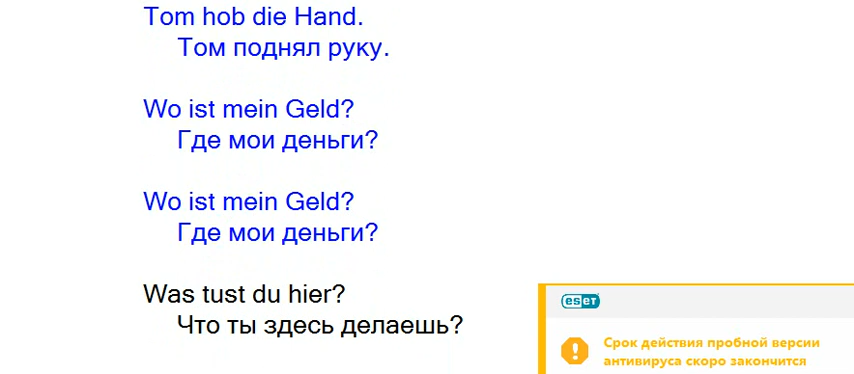 Tom hob die Hand.
Том поднял руку.
Wo ist mein Geld?
Где мои деньги?
Wo ist mein Geld?
Где мои деньги?
Was tust du hier?
Что ты здесь делаешь?
eset
Срок действия пробной версии
антивируса скоро закончится